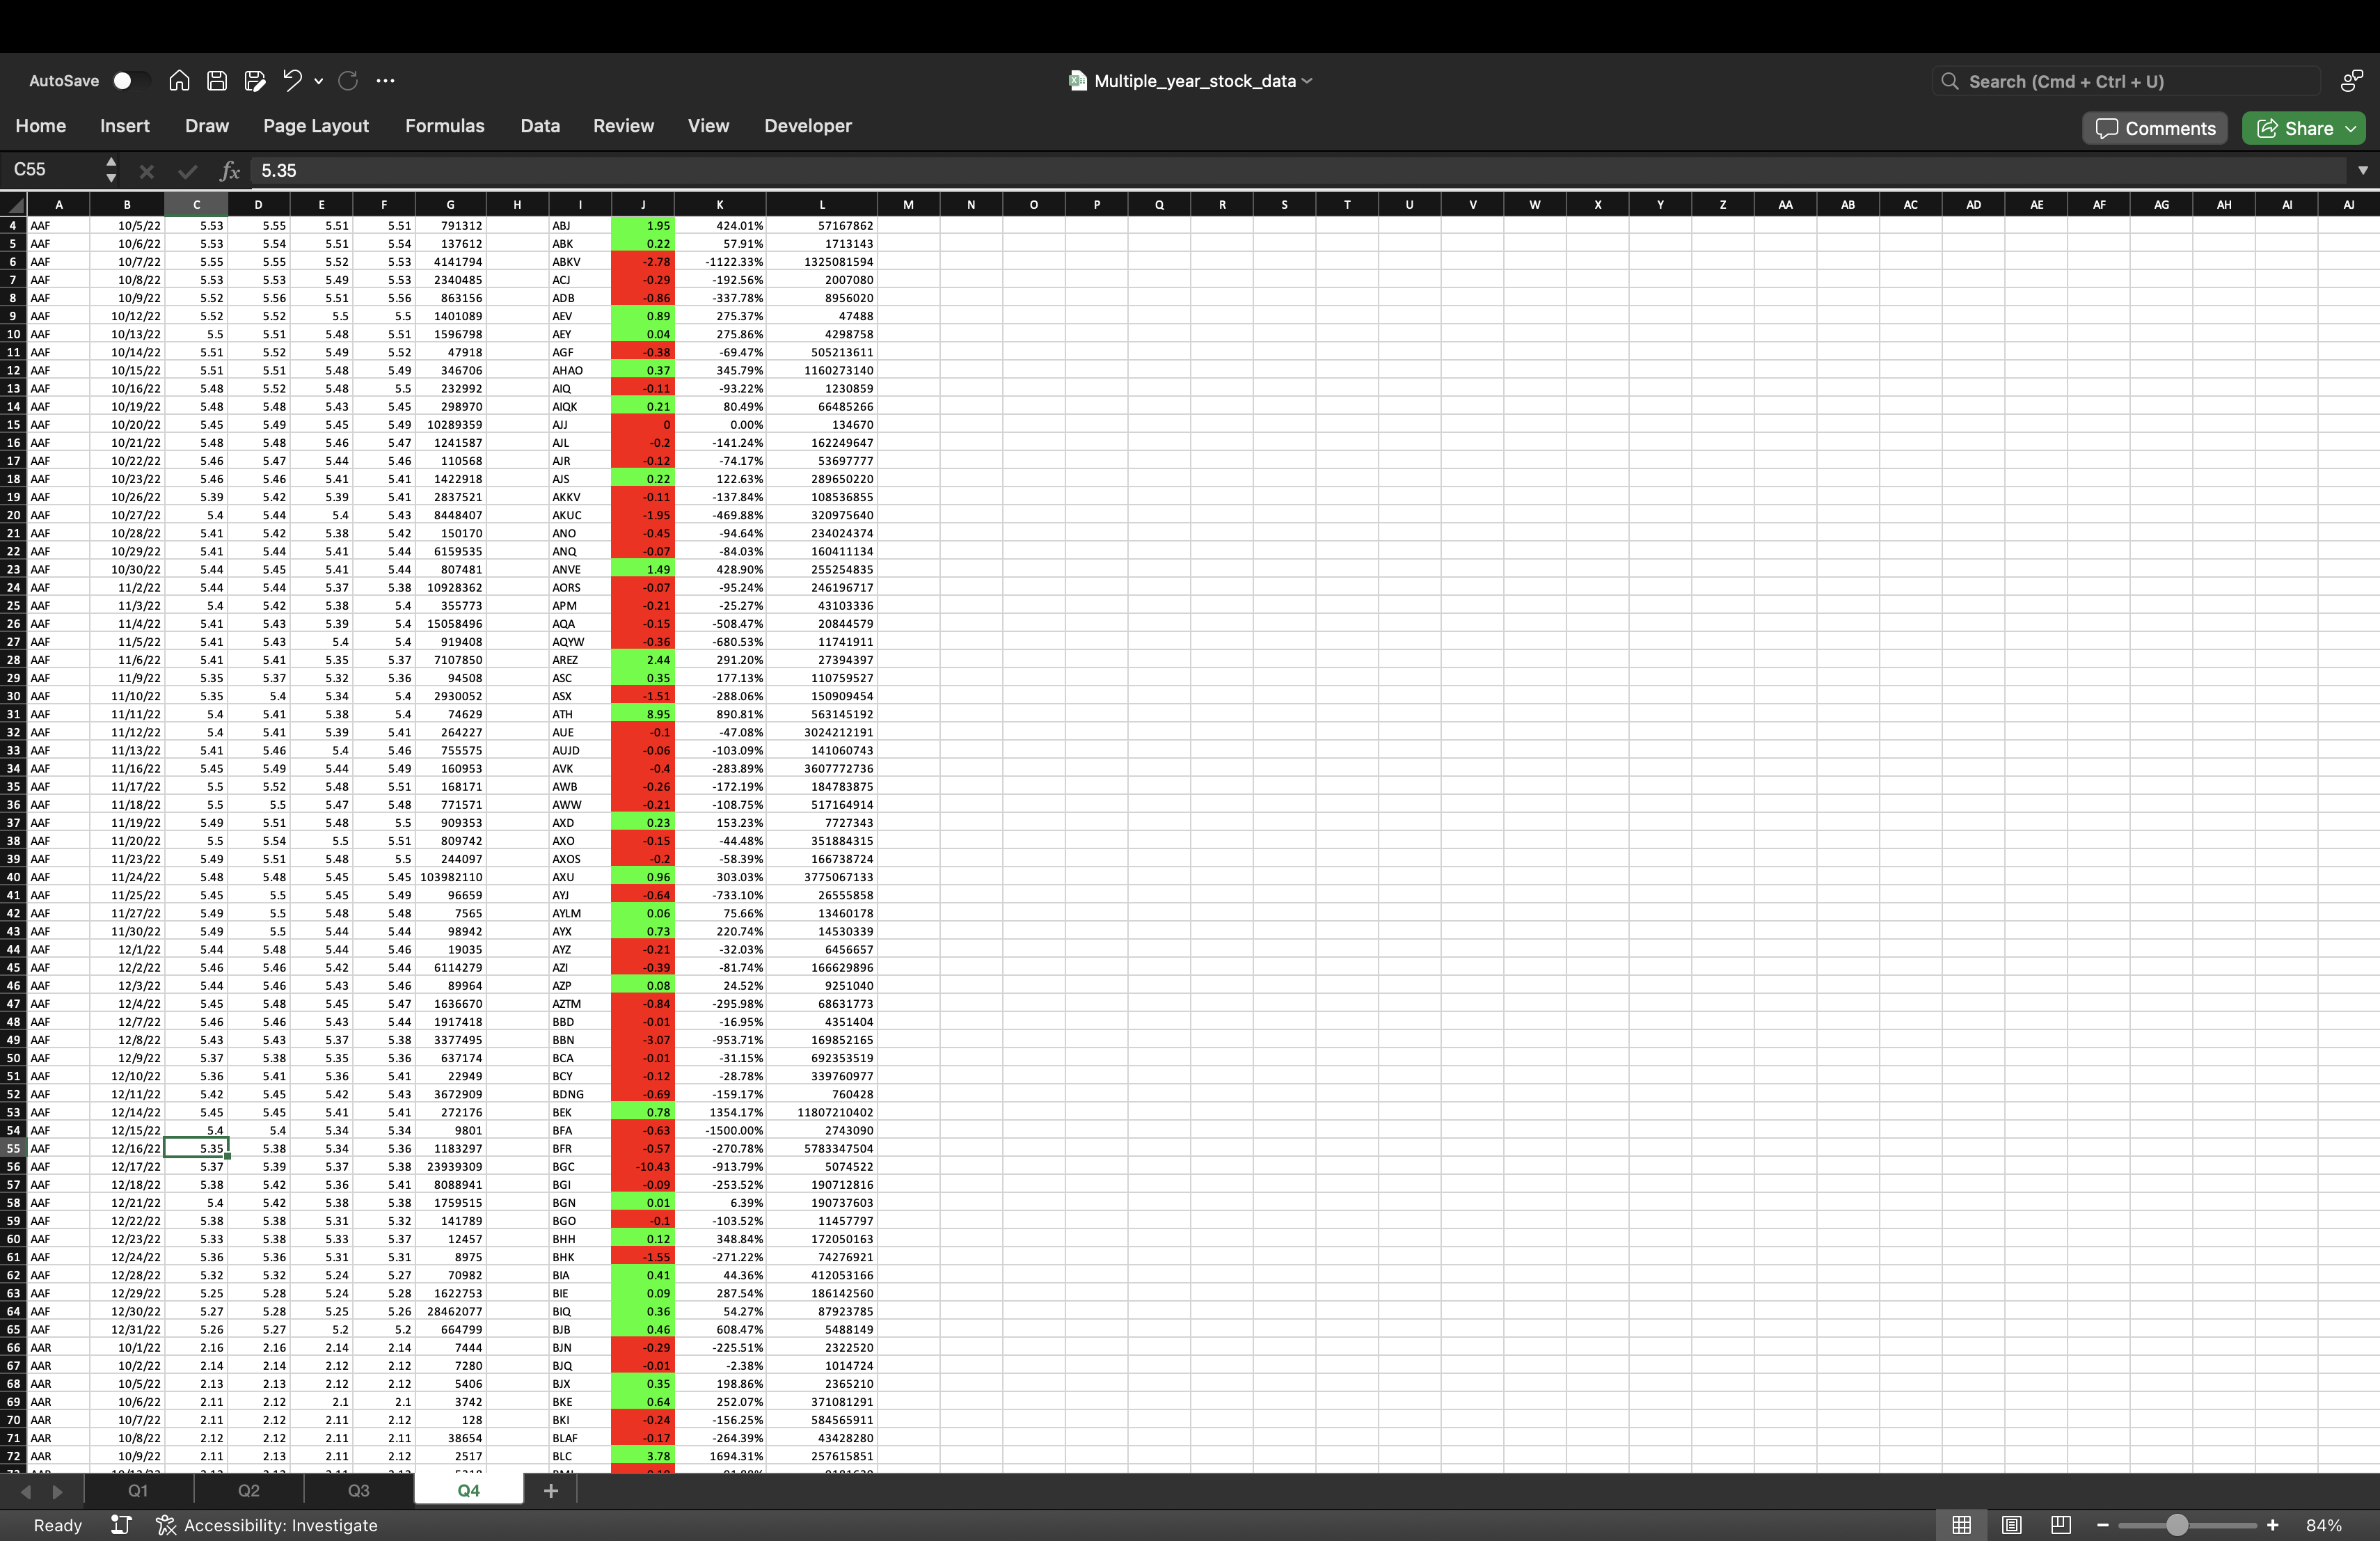 AutoSave Multiple_year_stock_data Search (Cmd + Ctrl + U)
Home Insert Draw Page Layout Formulas Data Review View Developer Comments Share
C55 fx 5.35
A B C D E F G H I J K L M N O P Q R S T U V W X Y Z AA AB AC AD AE AF AG AH AI AJ
4 AAF 10/5/22 5.53 5.55 5.51 5.51 791312 ABJ 1.95 424.01% 57167862
5 AAF 10/6/22 5.53 5.54 5.51 5.54 137612 ABK 0.22 57.91% 1713143
6 AAF 10/7/22 5.55 5.55 5.52 5.53 4141794 ABKV -2.78 -1122.33% 1325081594
7 AAF 10/8/22 5.53 5.53 5.49 5.53 2340485 ACJ -0.29 -192.56% 2007080
8 AAF 10/9/22 5.52 5.56 5.51 5.56 863156 ADB -0.86 -337.78% 8956020
9 AAF 10/12/22 5.52 5.52 5.5 5.5 1401089 AEV 0.89 275.37% 47488
10 AAF 10/13/22 5.5 5.51 5.48 5.51 1596798 AEY 0.04 275.86% 4298758
11 AAF 10/14/22 5.51 5.52 5.49 5.52 47918 AGF -0.38 -69.47% 505213611
12 AAF 10/15/22 5.51 5.51 5.48 5.49 346706 AHAO 0.37 345.79% 1160273140
13 AAF 10/16/22 5.48 5.52 5.48 5.5 232992 AIQ -0.11 -93.22% 1230859
14 AAF 10/19/22 5.48 5.48 5.43 5.45 298970 AIQK 0.21 80.49% 66485266
15 AAF 10/20/22 5.45 5.49 5.45 5.49 10289359 AJJ 0 0.00% 134670
16 AAF 10/21/22 5.48 5.48 5.46 5.47 1241587 AJL -0.2 -141.24% 162249647
17 AAF 10/22/22 5.46 5.47 5.44 5.46 110568 AJR -0.12 -74.17% 53697777
18 AAF 10/23/22 5.46 5.46 5.41 5.41 1422918 AJS 0.22 122.63% 289650220
19 AAF 10/26/22 5.39 5.42 5.39 5.41 2837521 AKKV -0.11 -137.84% 108536855
20 AAF 10/27/22 5.4 5.44 5.4 5.43 8448407 AKUC -1.95 -469.88% 320975640
21 AAF 10/28/22 5.41 5.42 5.38 5.42 150170 ANO -0.45 -94.64% 234024374
22 AAF 10/29/22 5.41 5.44 5.41 5.44 6159535 ANQ -0.07 -84.03% 160411134
23 AAF 10/30/22 5.44 5.45 5.41 5.44 807481 ANVE 1.49 428.90% 255254835
24 AAF 11/2/22 5.44 5.44 5.37 5.38 10928362 AORS -0.07 -95.24% 246196717
25 AAF 11/3/22 5.4 5.42 5.38 5.4 355773 APM -0.21 -25.27% 43103336
26 AAF 11/4/22 5.41 5.43 5.39 5.4 15058496 AQA -0.15 -508.47% 20844579
27 AAF 11/5/22 5.41 5.43 5.4 5.4 919408 AQYW -0.36 -680.53% 11741911
28 AAF 11/6/22 5.41 5.41 5.35 5.37 7107850 AREZ 2.44 291.20% 27394397
29 AAF 11/9/22 5.35 5.37 5.32 5.36 94508 ASC 0.35 177.13% 110759527
30 AAF 11/10/22 5.35 5.4 5.34 5.4 2930052 ASX -1.51 -288.06% 150909454
31 AAF 11/11/22 5.4 5.41 5.38 5.4 74629 ATH 8.95 890.81% 563145192
32 AAF 11/12/22 5.4 5.41 5.39 5.41 264227 AUE -0.1 -47.08% 3024212191
33 AAF 11/13/22 5.41 5.46 5.4 5.46 755575 AUJD -0.06 -103.09% 141060743
34 AAF 11/16/22 5.45 5.49 5.44 5.49 160953 AVK -0.4 -283.89% 3607772736
35 AAF 11/17/22 5.5 5.52 5.48 5.51 168171 AWB -0.26 -172.19% 184783875
36 AAF 11/18/22 5.5 5.5 5.47 5.48 771571 AWW -0.21 -108.75% 517164914
37 AAF 11/19/22 5.49 5.51 5.48 5.5 909353 AXD 0.23 153.23% 7727343
38 AAF 11/20/22 5.5 5.54 5.5 5.51 809742 AXO -0.15 -44.48% 351884315
39 AAF 11/23/22 5.49 5.51 5.48 5.5 244097 AXOS -0.2 -58.39% 166738724
40 AAF 11/24/22 5.48 5.48 5.45 5.45 103982110 AXU 0.96 303.03% 3775067133
41 AAF 11/25/22 5.45 5.5 5.45 5.49 96659 AYJ -0.64 -733.10% 26555858
42 AAF 11/27/22 5.49 5.5 5.48 5.48 7565 AYLM 0.06 75.66% 13460178
43 AAF 11/30/22 5.49 5.5 5.44 5.44 98942 AYX 0.73 220.74% 14530339
44 AAF 12/1/22 5.44 5.48 5.44 5.46 19035 AYZ -0.21 -32.03% 6456657
45 AAF 12/2/22 5.46 5.46 5.42 5.44 6114279 AZI -0.39 -81.74% 166629896
46 AAF 12/3/22 5.44 5.46 5.43 5.46 89964 AZP 0.08 24.52% 9251040
47 AAF 12/4/22 5.45 5.48 5.45 5.47 1636670 AZTM -0.84 -295.98% 68631773
48 AAF 12/7/22 5.46 5.46 5.43 5.44 1917418 BBD -0.01 -16.95% 4351404
49 AAF 12/8/22 5.43 5.43 5.37 5.38 3377495 BBN -3.07 -953.71% 169852165
50 AAF 12/9/22 5.37 5.38 5.35 5.36 637174 BCA -0.01 -31.15% 692353519
51 AAF 12/10/22 5.36 5.41 5.36 5.41 22949 BCY -0.12 -28.78% 339760977
52 AAF 12/11/22 5.42 5.45 5.42 5.43 3672909 BDNG -0.69 -159.17% 760428
53 AAF 12/14/22 5.45 5.45 5.41 5.41 272176 BEK 0.78 1354.17% 11807210402
54 AAF 12/15/22 5.4 5.4 5.34 5.34 9801 BFA -0.63 -1500.00% 2743090
55 AAF 12/16/22 5.35 5.38 5.34 5.36 1183297 BFR -0.57 -270.78% 5783347504
56 AAF 12/17/22 5.37 5.39 5.37 5.38 23939309 BGC -10.43 -913.79% 5074522
57 AAF 12/18/22 5.38 5.42 5.36 5.41 8088941 BGI -0.09 -253.52% 190712816
58 AAF 12/21/22 5.4 5.42 5.38 5.38 1759515 BGN 0.01 6.39% 190737603
59 AAF 12/22/22 5.38 5.38 5.31 5.32 141789 BGO -0.1 -103.52% 11457797
60 AAF 12/23/22 5.33 5.38 5.33 5.37 12457 BHH 0.12 348.84% 172050163
61 AAF 12/24/22 5.36 5.36 5.31 5.31 8975 BHK -1.55 -271.22% 74276921
62 AAF 12/28/22 5.32 5.32 5.24 5.27 70982 BIA 0.41 44.36% 412053166
63 AAF 12/29/22 5.25 5.28 5.24 5.28 1622753 BIE 0.09 287.54% 186142560
64 AAF 12/30/22 5.27 5.28 5.25 5.26 28462077 BIQ 0.36 54.27% 87923785
65 AAF 12/31/22 5.26 5.27 5.2 5.2 664799 BJB 0.46 608.47% 5488149
66 AAR 10/1/22 2.16 2.16 2.14 2.14 7444 BJN -0.29 -225.51% 2322520
67 AAR 10/2/22 2.14 2.14 2.12 2.12 7280 BJQ -0.01 -2.38% 1014724
68 AAR 10/5/22 2.13 2.13 2.12 2.12 5406 BJX 0.35 198.86% 2365210
69 AAR 10/6/22 2.11 2.12 2.1 2.1 3742 BKE 0.64 252.07% 371081291
70 AAR 10/7/22 2.11 2.12 2.11 2.12 128 BKI -0.24 -156.25% 584565911
71 AAR 10/8/22 2.12 2.12 2.11 2.11 38654 BLAF -0.17 -264.39% 43428280
72 AAR 10/9/22 2.11 2.13 2.11 2.12 2517 BLC 3.78 1694.31% 257615851
Q1 Q2 Q3 Q4
Ready Accessibility: Investigate 84%